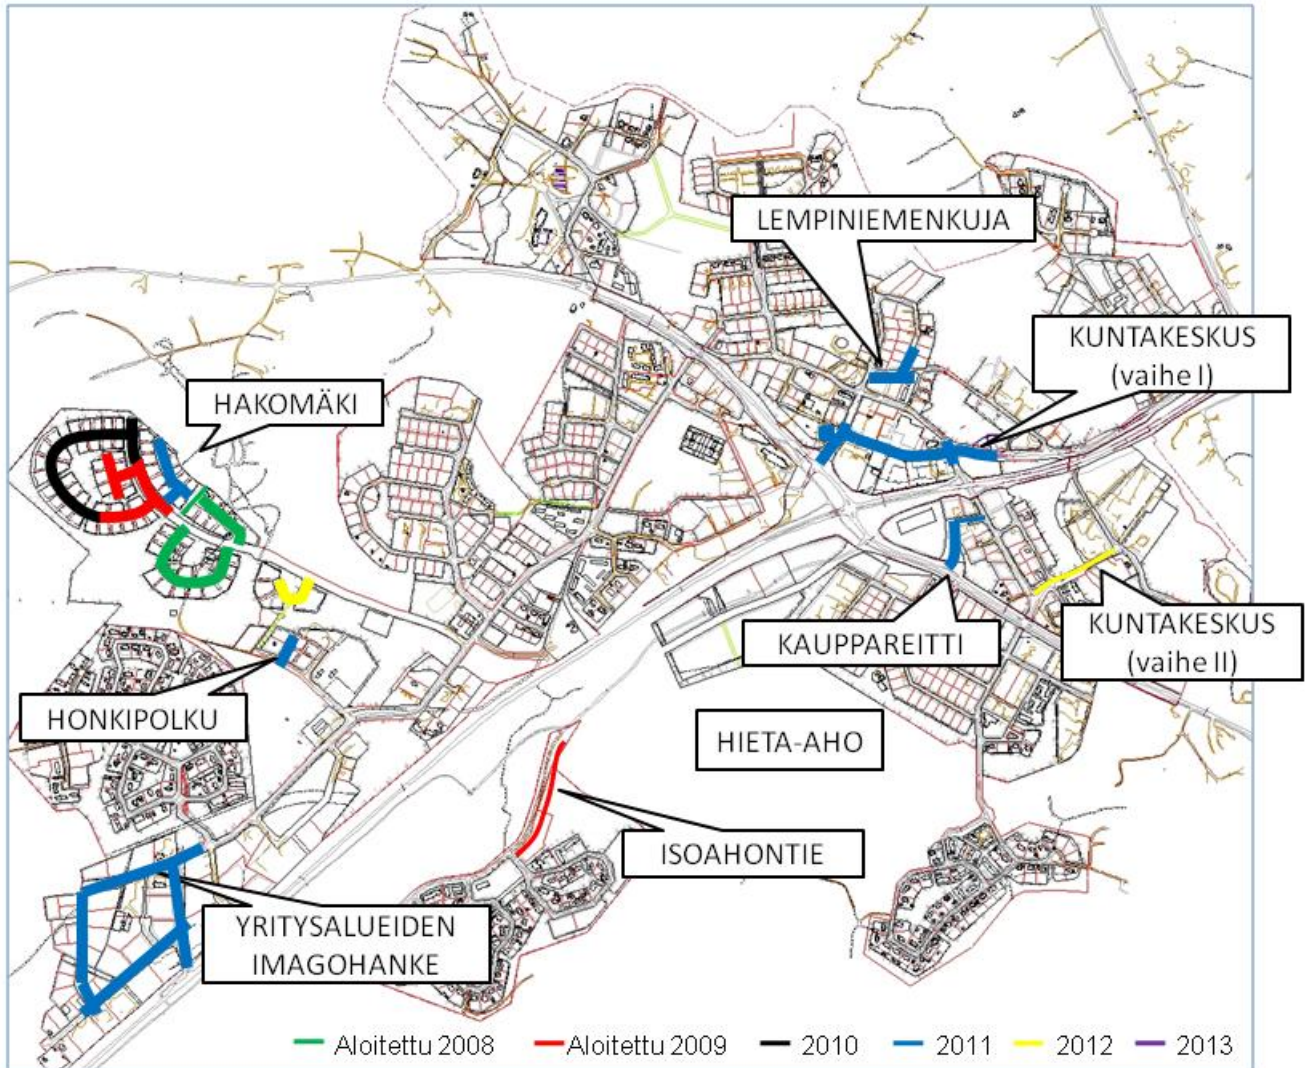 LEMPINIEMENKUJA
KUNTAKESKUS
(vaihe I)
HAKOMÄKI
KAUPPAREITTI
KUNTAKESKUS
(vaihe II)
HONKIPOLKU
HIETA-AHO
ISOAHONTIE
YRITYSALUEIDEN
IMAGOHANKE
Aloitettu 2008 Aloitettu 2009 2010 2011 2012 2013